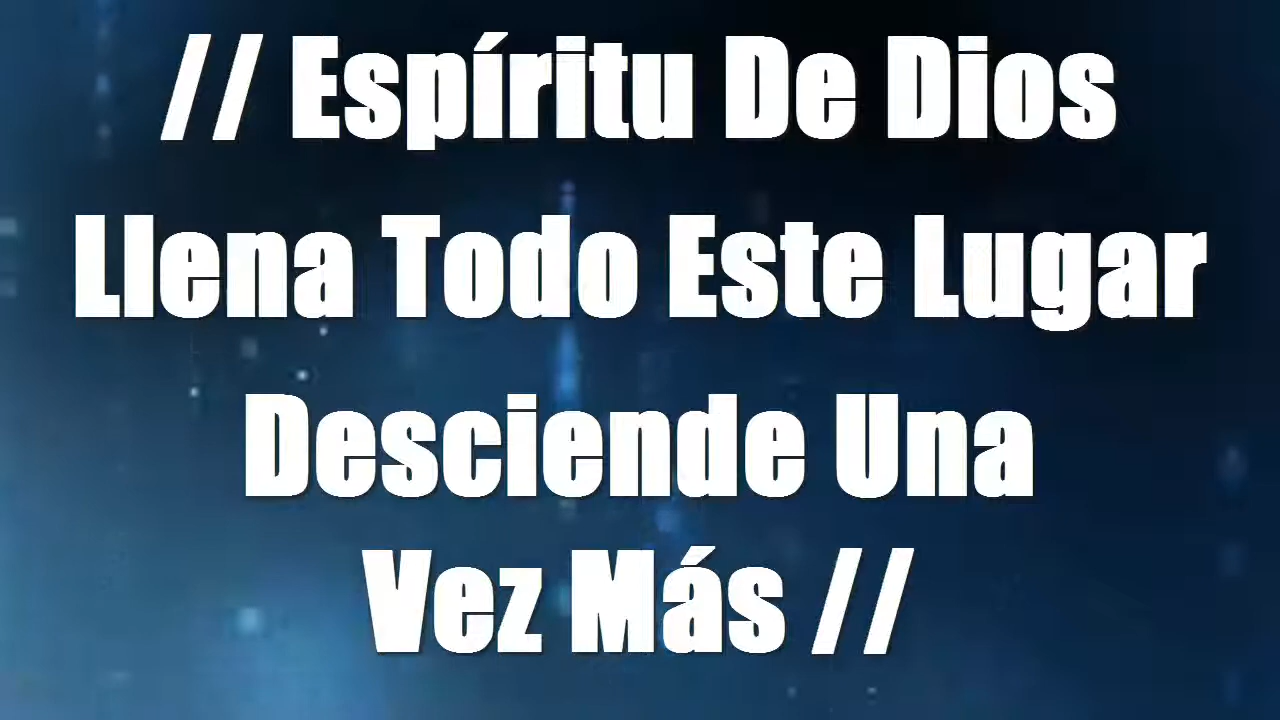 // Espíritu De Dios
Llena Todo Este Lugar
Desciende Una
Vez Más //